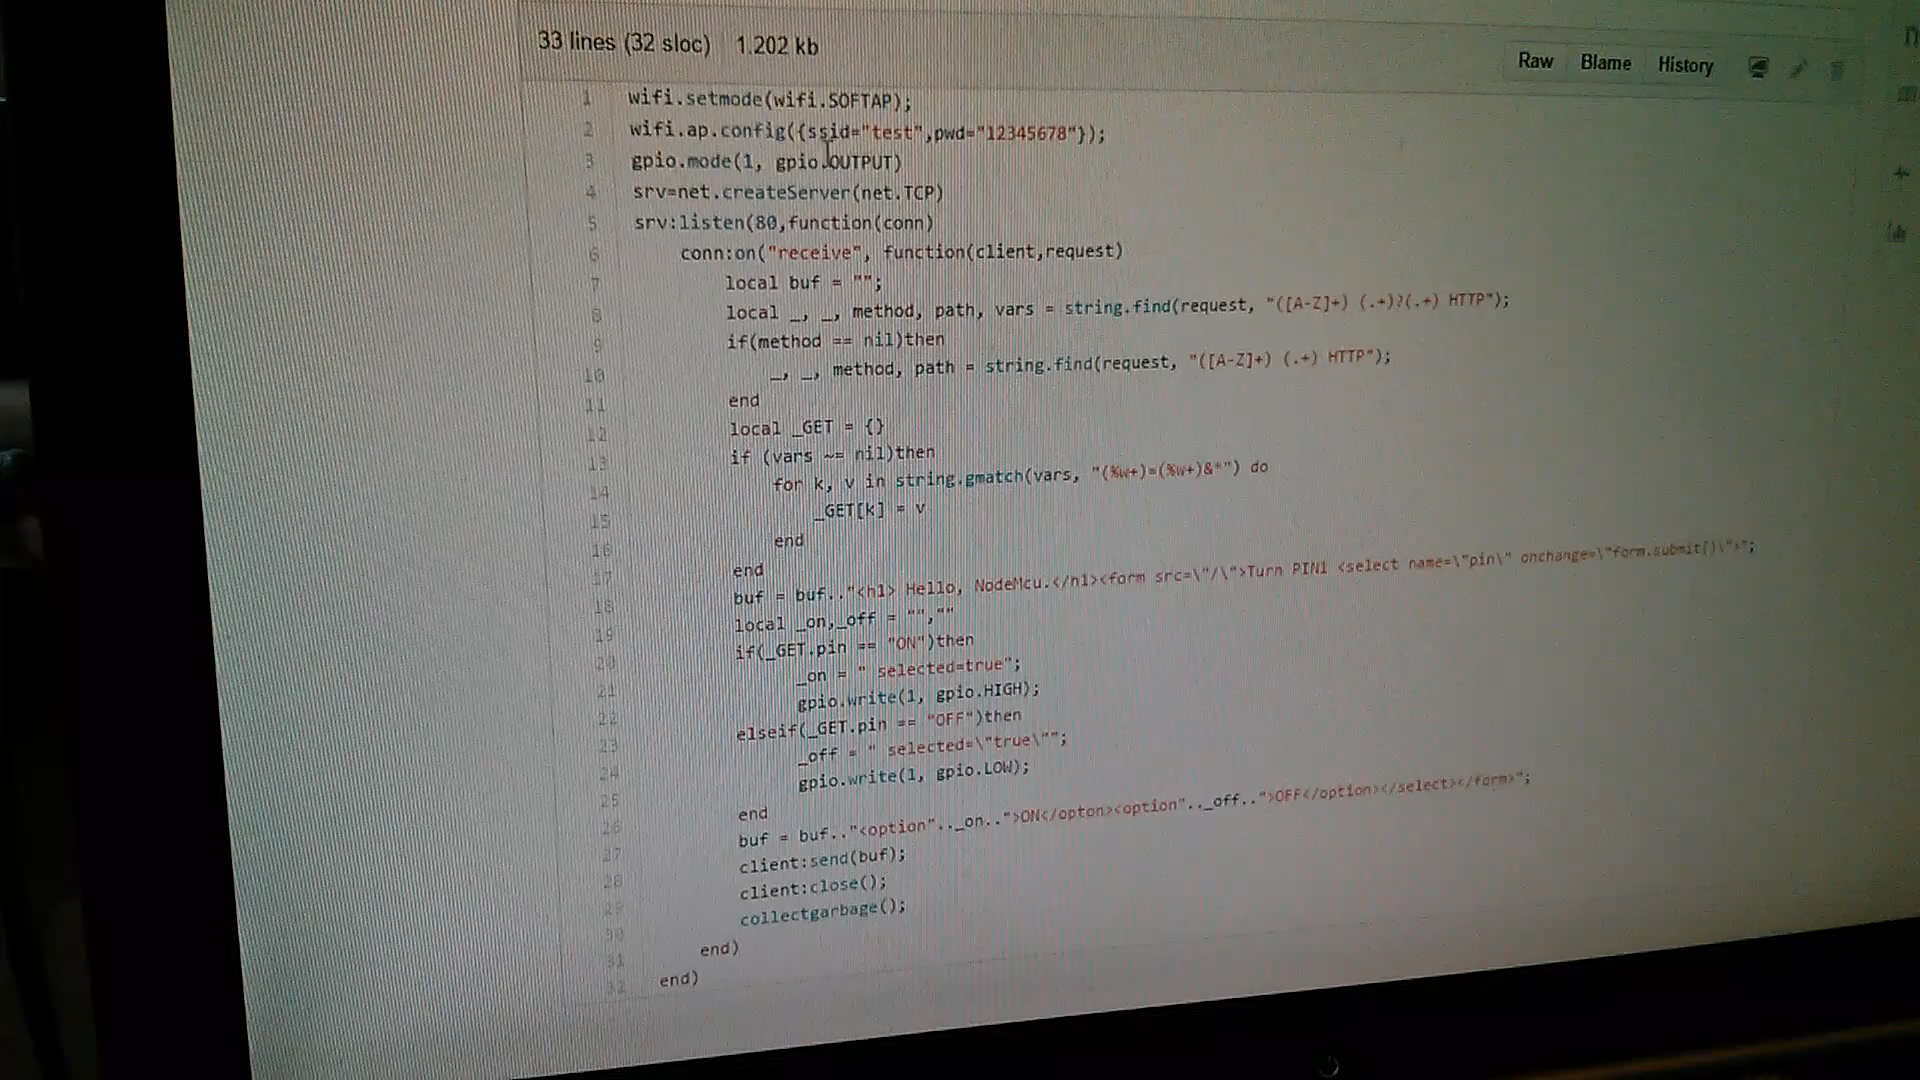 33 lines (32 sloc) 1.202 kb
Raw Blame History
1 wifi.setmode(wifi.SOFTAP);
2 wifi.ap.config({ssid="test",pwd="12345678"});
3 gpio.mode(1, gpio.OUTPUT)
4 srv=net.createServer(net.TCP)
5 srv:listen(80,function(conn)
6 conn:on("receive", function(client,request)
7 local buf = "";
8 local _, _, method, path, vars = string.find(request, "([A-Z]+) (.+)?(.+) HTTP");
9 if(method == nil)then
10 _, _, method, path = string.find(request, "([A-Z]+) (.+) HTTP");
11 end
12 local _GET = {}
13 if (vars ~= nil)then
14 for k, v in string.gmatch(vars, "(%w+)=(%w+)&*") do
15 _GET[k] = v
16 end
17 end
18 buf = buf.."<h1> Hello, NodeMcu.</h1><form src=\"/\">Turn PIN1 <select name=\"pin\" onchange=\"form.submit()\">";
19 local _on,_off = "",""
20 if(_GET.pin == "ON")then
21 _on = " selected=true";
22 gpio.write(1, gpio.HIGH);
23 elseif(_GET.pin == "OFF")then
24 _off = " selected=\"true\"";
25 gpio.write(1, gpio.LOW);
26 end
27 buf = buf.."<option".._on..">ON</opton><option".._off..">OFF</option></select></form>";
28 client:send(buf);
29 client:close();
30 collectgarbage();
31 end)
32 end)